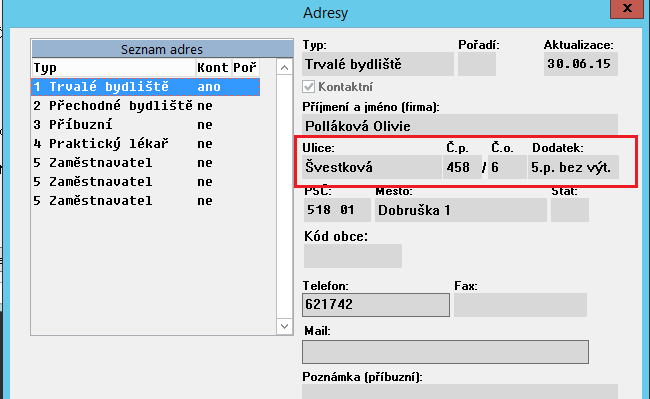 Adresy
x
Seznam adres
Typ Kont Poř
1 Trvalé bydliště ano
2 Přechodné bydliště ne
3 Příbuzní ne
4 Praktický lékař ne
5 Zaměstnavatel ne
5 Zaměstnavatel ne
5 Zaměstnavatel ne
Typ: Pořadí: Aktualizace:
Trvalé bydliště 30.06.15
Kontaktní
Příjmení a jméno (firma):
Polláková Olivie
Ulice: Č.p. Č.o. Dodatek:
Švestková 458 / 6 5.p. bez výt.
PSČ: Město: Stát:
518 01 Dobruška 1
Kód obce:
Telefon: Fax:
621742
Mail:
Poznámka (příbuzní):